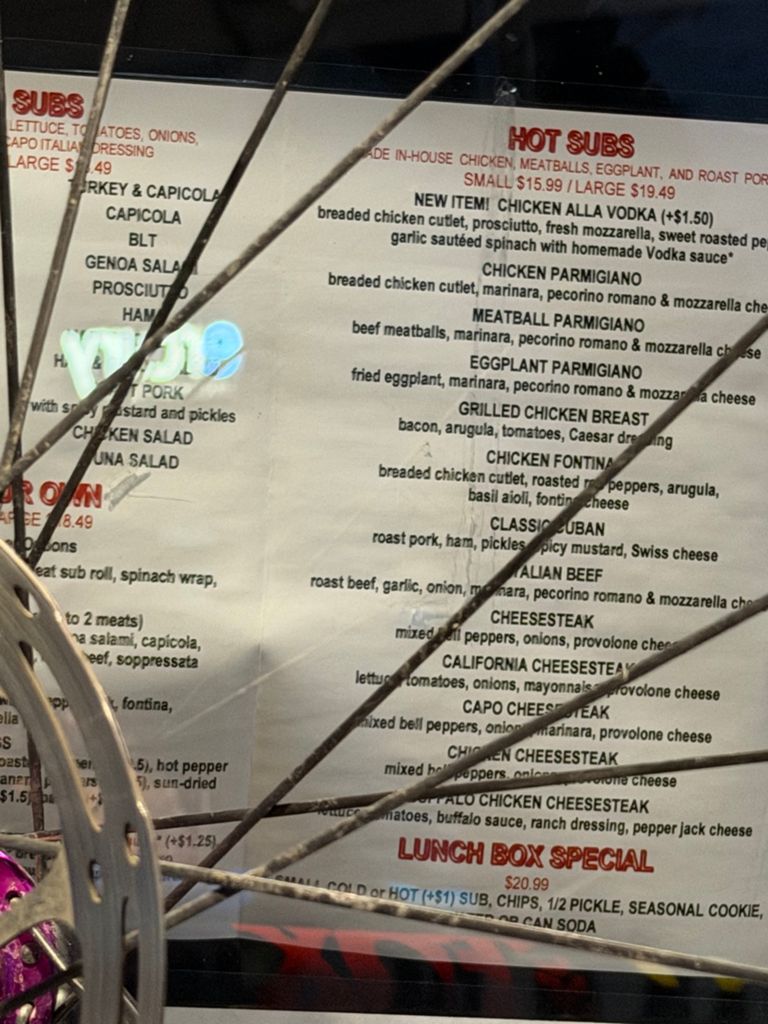 SUBS
LETTUCE, TOMATOES, ONIONS,
CAPO ITALIAN DRESSING
LARGE
TURKEY & CAPICOLA
CAPICOLA
BLT
GENOA SALAMI
PROSCIUTTO
HAM
PORK
with spicy mustard and pickles
CHICKEN SALAD
TUNA SALAD
OWN
sub roll, spinach wrap,
to 2 meats)
salami, capicola,
soppressata
fontina,
hot pepper
sun-dried
(+$1.25)
HOT SUBS
IN-HOUSE CHICKEN, MEATBALLS, EGGPLANT, AND ROAST
SMALL $15.99 / LARGE $19.49
NEW ITEM! CHICKEN ALLA VODKA (+$1.50)
breaded chicken cutlet, prosciutto, fresh mozzarella, sweet roasted
garlic sautéed spinach with homemade Vodka sauce*
CHICKEN PARMIGIANO
breaded chicken cutlet, marinara, pecorino romano & mozzarella
MEATBALL PARMIGIANO
beef meatballs, marinara, pecorino romano & mozzarella cheese
EGGPLANT PARMIGIANO
fried eggplant, marinara, pecorino romano & mozzarella cheese
GRILLED CHICKEN BREAST
bacon, arugula, tomatoes, Caesar dressing
CHICKEN FONTINA
breaded chicken cutlet, roasted red peppers, arugula,
basil aioli, fontina cheese
CLASSIC CUBAN
roast pork, ham, pickles, spicy mustard, Swiss cheese
ITALIAN BEEF
roast beef, garlic, onion, marinara, pecorino romano & mozzarella
CHEESESTEAK
mixed bell peppers, onions, provolone cheese
CALIFORNIA CHEESESTEAK
lettuce, tomatoes, onions, mayonnaise, provolone cheese
CAPO CHEESESTEAK
mixed bell peppers, onions, marinara, provolone cheese
CHICKEN CHEESESTEAK
mixed bell peppers, onions, provolone cheese
BUFFALO CHICKEN CHEESESTEAK
lettuce, tomatoes, buffalo sauce, ranch dressing, pepper jack cheese
LUNCH BOX SPECIAL
$20.99
SMALL COLD or HOT (+$1) SUB, CHIPS, 1/2 PICKLE, SEASONAL COOKIE,
OR CAN SODA